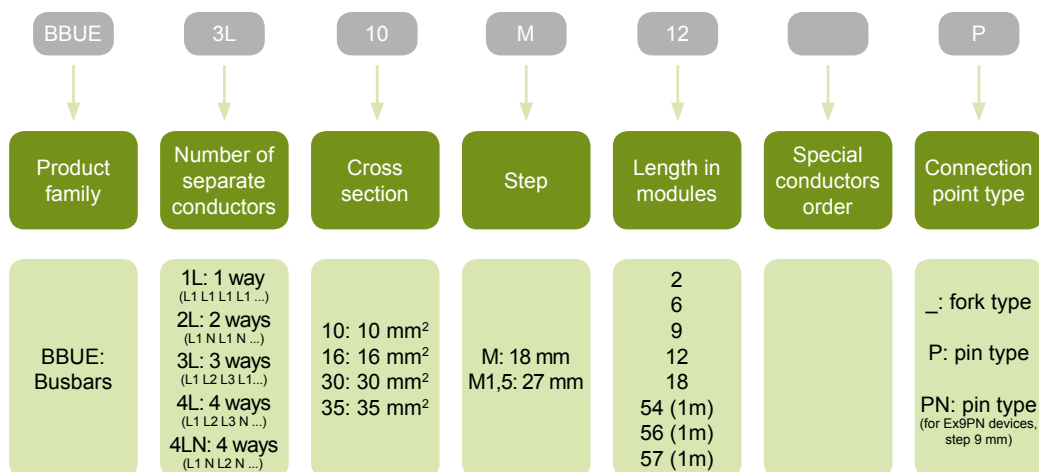 BBUE
3L
10
M
12
P
Product
family
Number of
separate
conductors
Cross
section
Step
Length in
modules
Special
conductors
order
Connection
point type
BBUE:
Busbars
1L: 1 way
(L1 L1 L1 L1 ...)
2L: 2 ways
(L1 N L1 N ...)
3L: 3 ways
(L1 L2 L3 L1...)
4L: 4 ways
(L1 L2 L3 N ...)
4LN: 4 ways
(L1 N L2 N ...)
10: 10 mm²
16: 16 mm²
30: 30 mm²
35: 35 mm²
M: 18 mm
M1,5: 27 mm
2
6
9
12
18
54 (1m)
56 (1m)
57 (1m)
_: fork type
P: pin type
PN: pin type
(for Ex9PN devices,
step 9 mm)